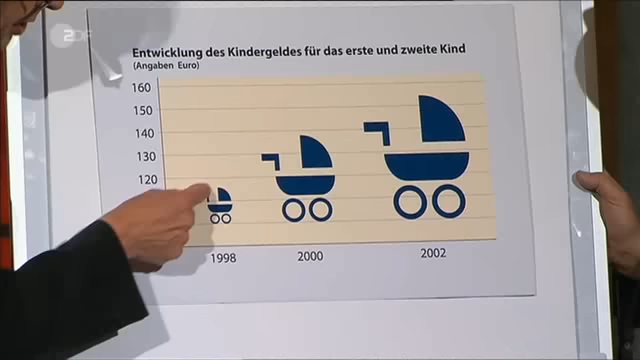 ZDF
Entwicklung des Kindergeldes für das erste und zweite Kind
(Angaben Euro)
160
150
140
130
120
1998
2000
2002